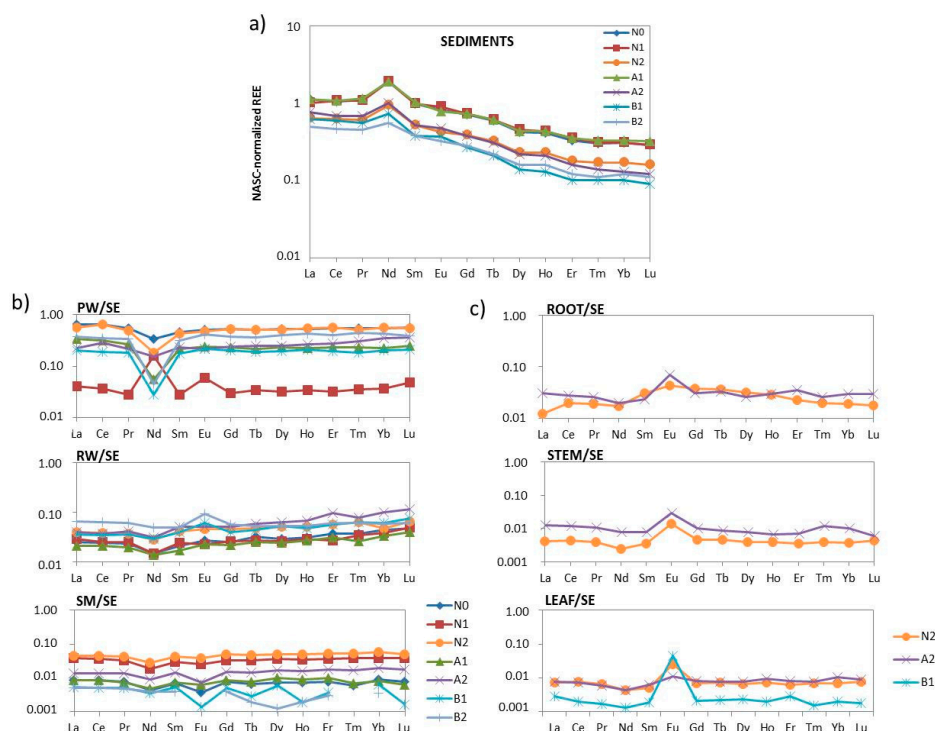 a)
SEDIMENTS
NASC-normalized REE
10
1
0.1
0.01
La Ce Pr Nd Sm Eu Gd Tb Dy Ho Er Tm Yb Lu
N0
N1
N2
A1
A2
B1
B2
b)
PW/SE
1.00
0.10
0.01
La Ce Pr Nd Sm Eu Gd Tb Dy Ho Er Tm Yb Lu
RW/SE
1.00
0.10
0.01
La Ce Pr Nd Sm Eu Gd Tb Dy Ho Er Tm Yb Lu
SM/SE
1.00
0.10
0.01
0.001
La Ce Pr Nd Sm Eu Gd Tb Dy Ho Er Tm Yb Lu
N0
N1
N2
A1
A2
B1
B2
c)
ROOT/SE
1.00
0.10
0.01
La Ce Pr Nd Sm Eu Gd Tb Dy Ho Er Tm Yb Lu
STEM/SE
1.00
0.10
0.01
0.001
La Ce Pr Nd Sm Eu Gd Tb Dy Ho Er Tm Yb Lu
LEAF/SE
1.00
0.10
0.01
0.001
La Ce Pr Nd Sm Eu Gd Tb Dy Ho Er Tm Yb Lu
N2
A2
B1